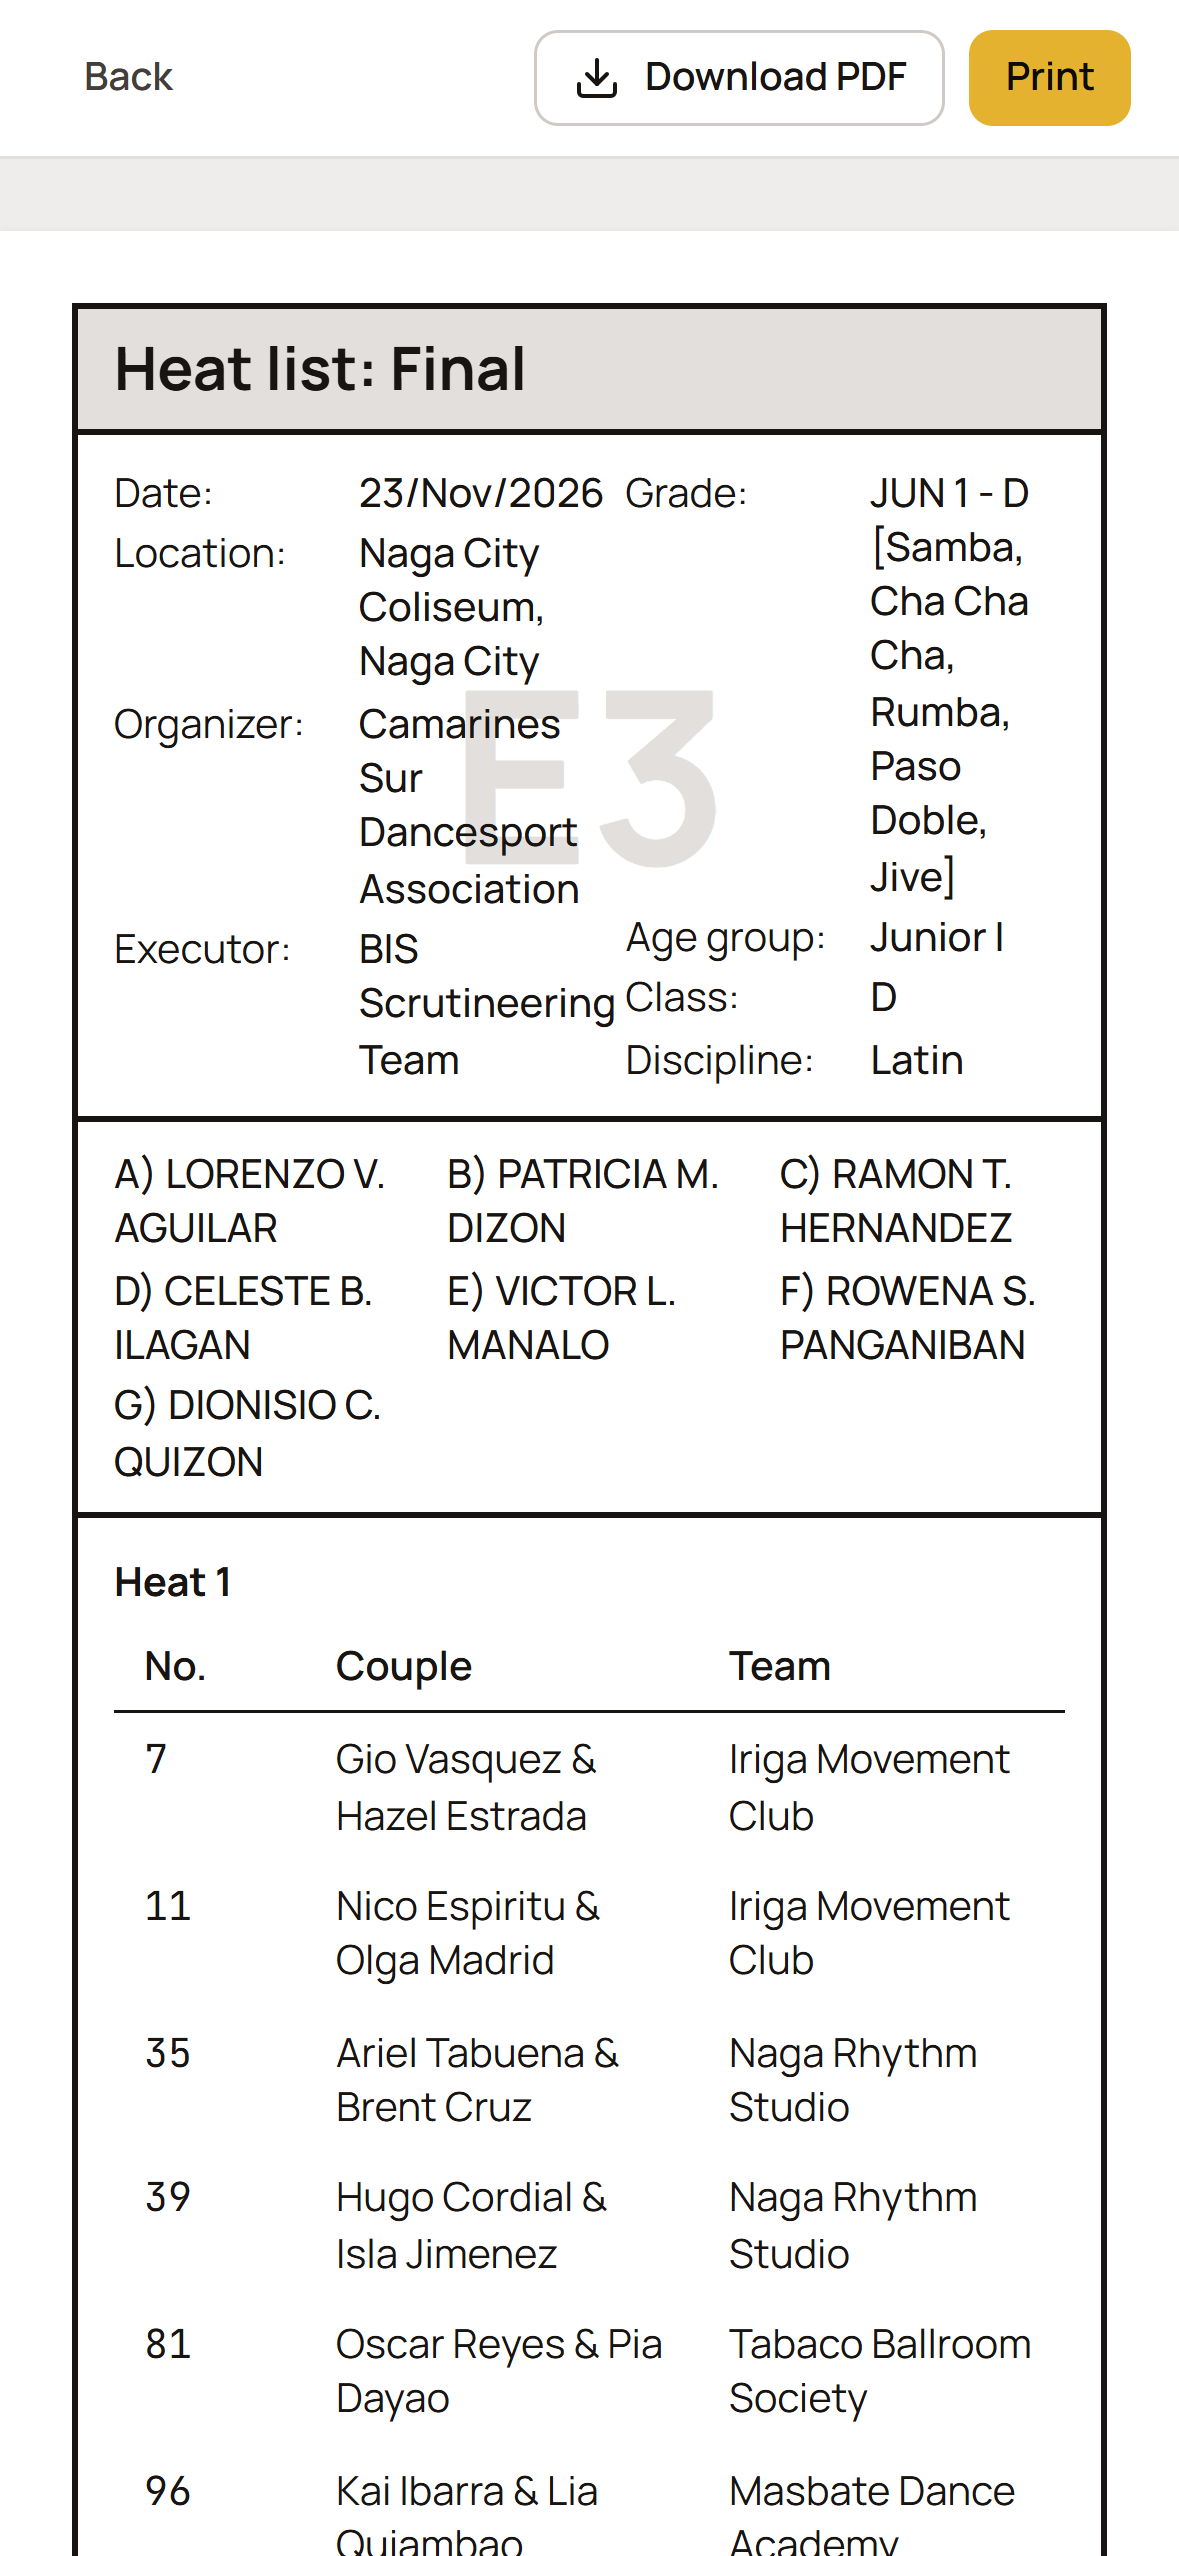 Back
Download PDF
Print
Heat list: Final
Date:
23/Nov/2026
Location:
Naga City
Coliseum,
Naga City
Organizer:
Camarines
Sur
Dancesport
Association
Executor:
BIS
Scrutineering
Team
Grade:
JUN 1 - D
[Samba,
Cha Cha
Cha,
Rumba,
Paso
Doble,
Jive]
Age group:
Junior I
Class:
D
Discipline:
Latin
E3
A) LORENZO V.
AGUILAR
B) PATRICIA M.
DIZON
C) RAMON T.
HERNANDEZ
D) CELESTE B.
ILAGAN
E) VICTOR L.
MANALO
F) ROWENA S.
PANGANIBAN
G) DIONISIO C.
QUIZON
Heat 1
No. Couple Team
7
Gio Vasquez &
Hazel Estrada
Iriga Movement
Club
11
Nico Espiritu &
Olga Madrid
Iriga Movement
Club
35
Ariel Tabuena &
Brent Cruz
Naga Rhythm
Studio
39
Hugo Cordial &
Isla Jimenez
Naga Rhythm
Studio
81
Oscar Reyes & Pia
Dayao
Tabaco Ballroom
Society
96
Kai Ibarra & Lia
Quiambao
Masbate Dance
Academy